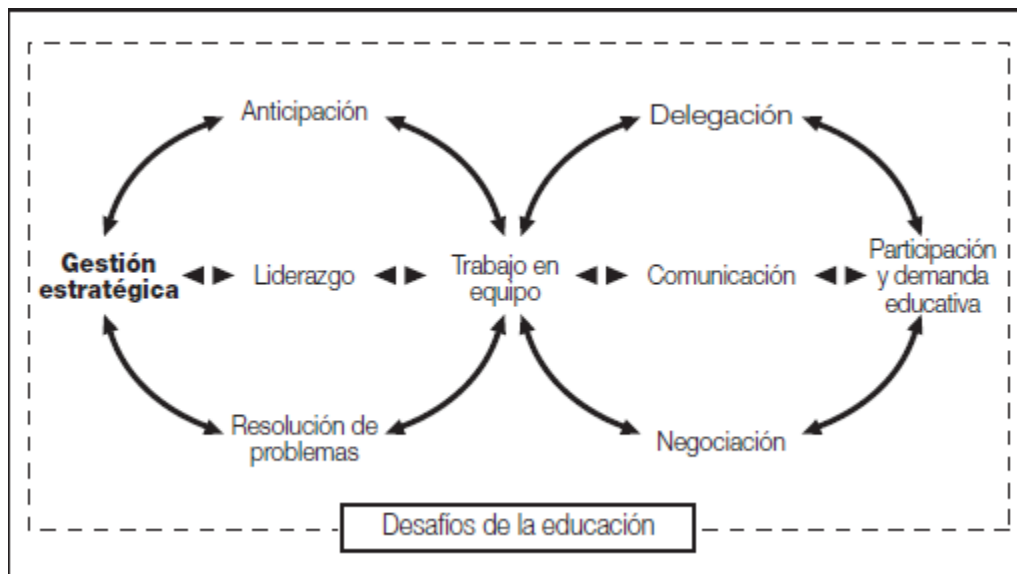 Anticipación
Delegación
Gestión
estratégica
Liderazgo
Trabajo en
equipo
Comunicación
Participación
y demanda
educativa
Resolución de
problemas
Negociación
Desafíos de la educación